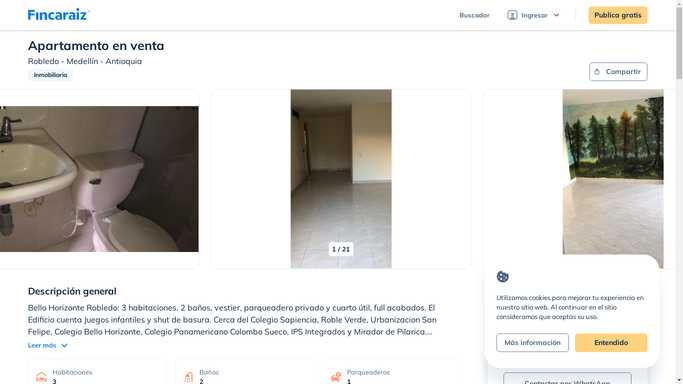 Fincaraiz
Buscador
Ingresar
Publica gratis
Apartamento en venta
Robledo - Medellín - Antioquia
Inmobiliaria
Compartir
1 / 21
Descripción general
Bello Horizonte Robledo: 3 habitaciones, 2 baños, vestier, parqueadero privado y cuarto útil, full acabados. El
Edificio cuenta Juegos infantiles y shut de basura. Cerca del Colegio Sapiencia, Roble Verde, Urbanizacion San
Felipe, Colegio Bello Horizonte, Colegio Panamericano Colombo Sueco, IPS Integrados y Mirador de Pilarica....
Leer más
Habitaciones
3
Baños
2
Parqueaderos
1
Utilizamos cookies para mejorar tu experiencia en
nuestro sitio web. Al continuar en el sitio
consideramos que aceptas su uso.
Más información
Entendido
Contactar por WhatsApp